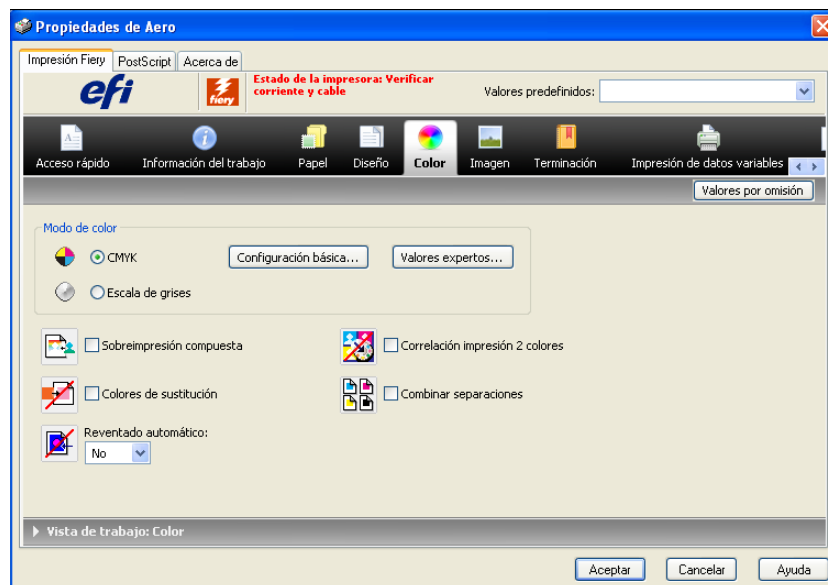 Propiedades de Aero
Impresión Fiery PostScript Acerca de
efi
fiery
Estado de la impresora: Verificar
corriente y cable
Valores predefinidos:
Acceso rápido Información del trabajo Papel Diseño Color Imagen Terminación Impresión de datos variables
Valores por omisión
Modo de color
CMYK Configuración básica... Valores expertos...
Escala de grises
Sobreimpresión compuesta Correlación impresión 2 colores
Colores de sustitución Combinar separaciones
Reventado automático:
No
Vista de trabajo: Color
Aceptar Cancelar Ayuda